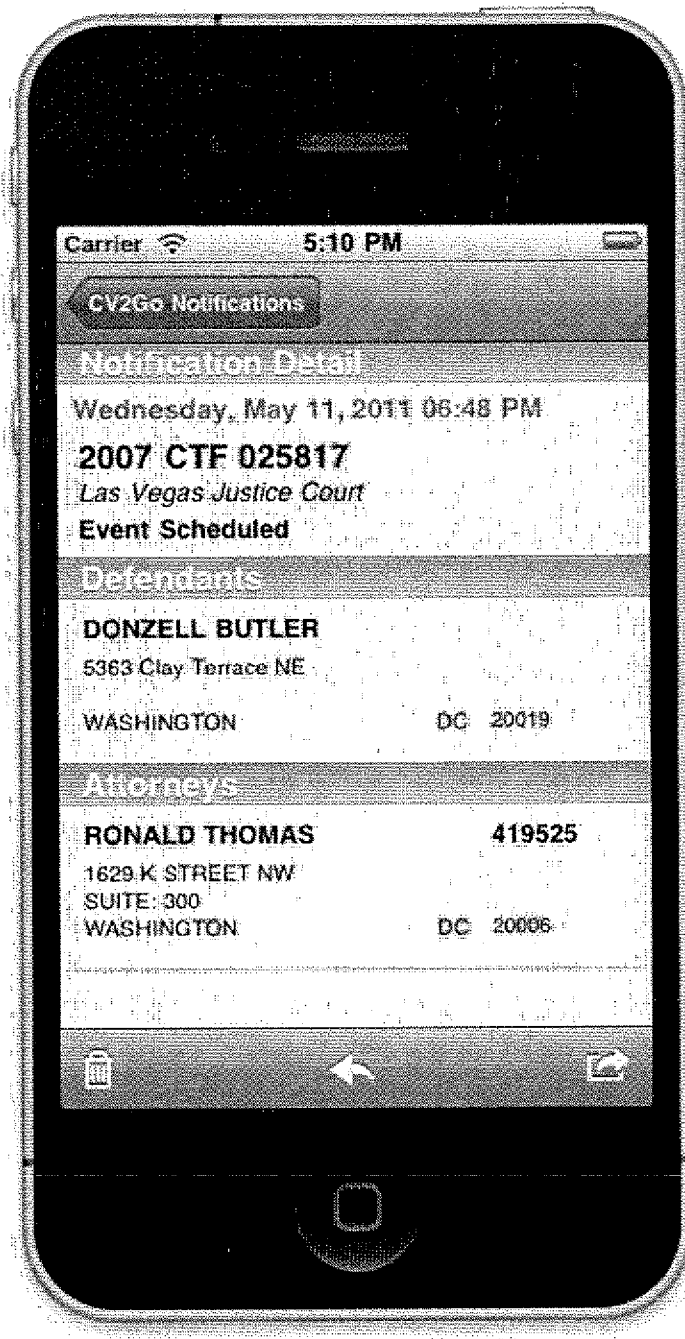 Carrier 5:10 PM
CV2Go Notifications
Notification Detail
Wednesday, May 11, 2011 06:48 PM
2007 CTF 025817
Las Vegas Justice Court
Event Scheduled
Defendants
DONZELL BUTLER
5363 Clay Terrace NE
WASHINGTON DC 20019
Attorneys
RONALD THOMAS 419525
1629 K STREET NW
SUITE: 300
WASHINGTON DC 20006